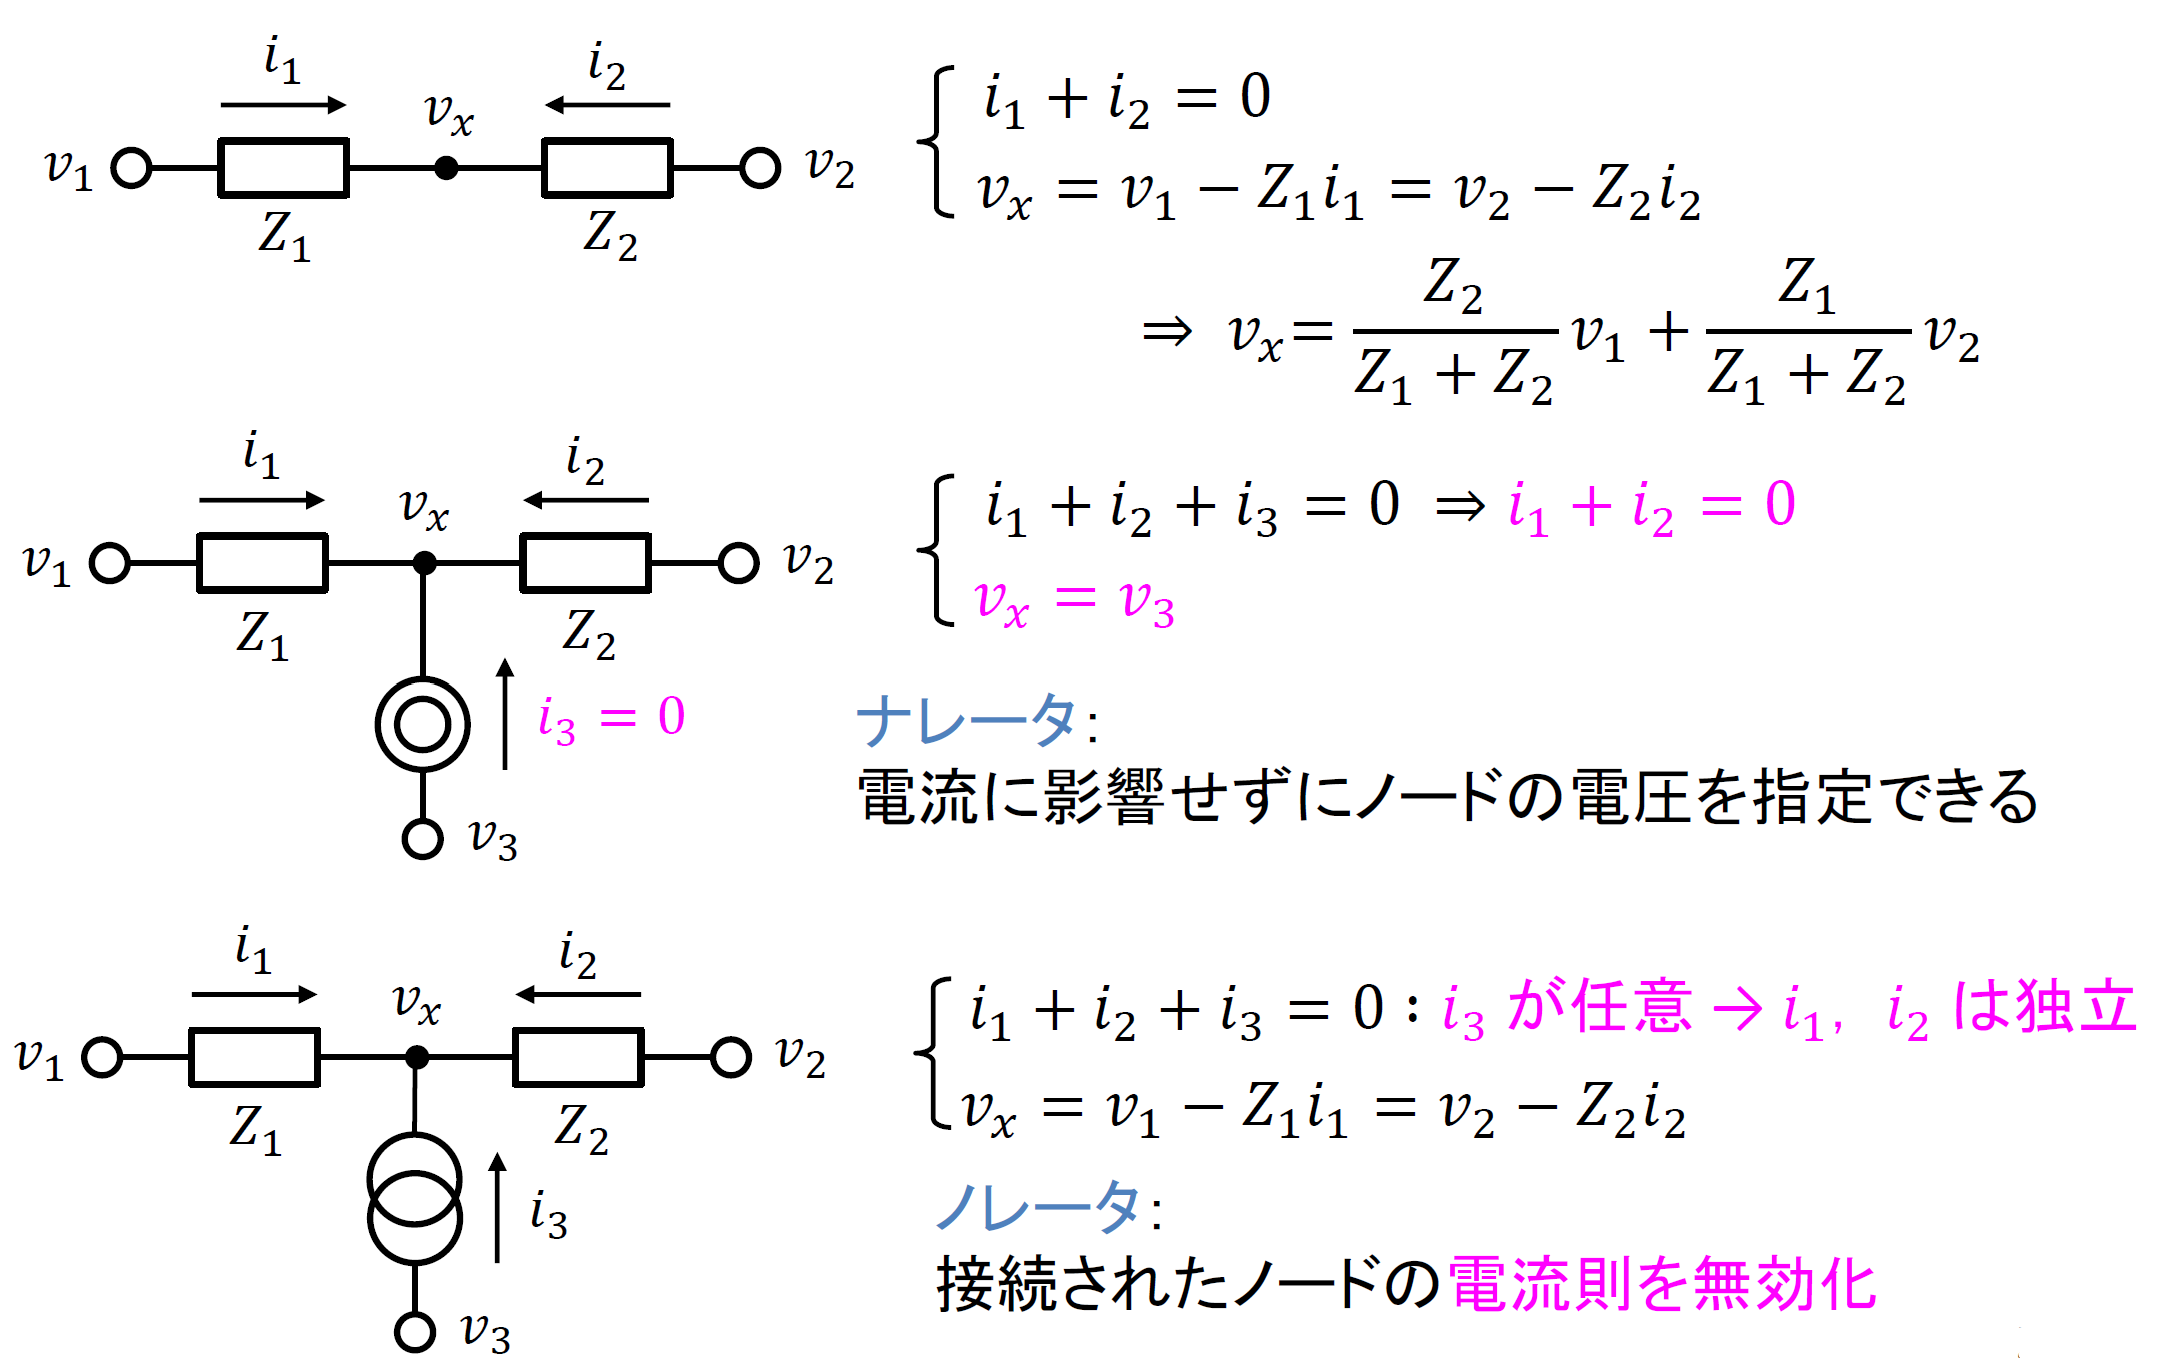 i₁ i₂
vₓ
v₁ v₂
Z₁ Z₂
i₁ + i₂ = 0
vₓ = v₁ − Z₁i₁ = v₂ − Z₂i₂
⇒ vₓ = Z₂/(Z₁ + Z₂) v₁ + Z₁/(Z₁ + Z₂) v₂
i₁ i₂
vₓ
v₁ v₂
Z₁ Z₂
i₃ = 0
v₃
i₁ + i₂ + i₃ = 0 ⇒ i₁ + i₂ = 0
vₓ = v₃
ナレータ:
電流に影響せずにノードの電圧を指定できる
i₁ i₂
vₓ
v₁ v₂
Z₁ Z₂
i₃
v₃
i₁ + i₂ + i₃ = 0 : i₃ が任意 → i₁, i₂ は独立
vₓ = v₁ − Z₁i₁ = v₂ − Z₂i₂
ノレータ:
接続されたノードの電流則を無効化